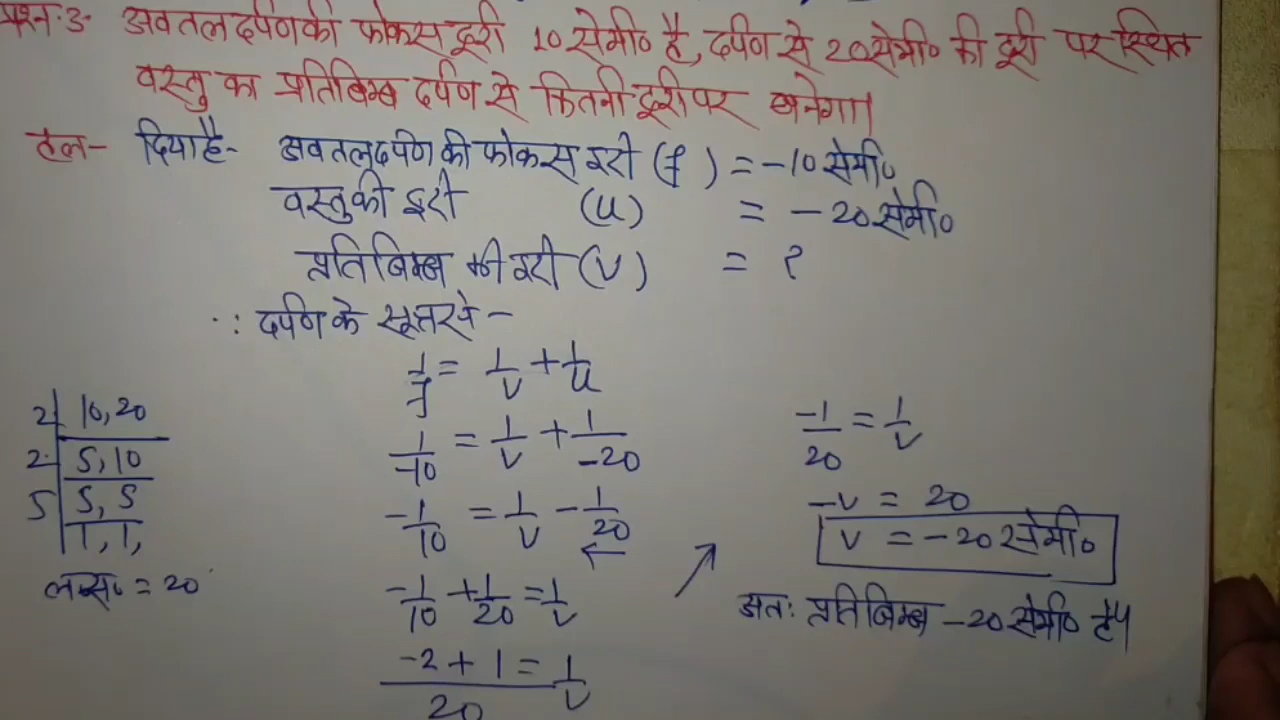 प्रश्न:3- अवतल दर्पण की फोकस दूरी 10 सेमी० है, दर्पण से 20 सेमी० की दूरी पर स्थित
वस्तु का प्रतिबिम्ब दर्पण से कितनी दूरी पर बनेगा।
हल- दिया है- अवतल दर्पण की फोकस दूरी (f) = -10 सेमी०
वस्तु की दूरी (u) = -20 सेमी०
प्रतिबिम्ब की दूरी (v) = ?
∵ दर्पण के सूत्र से -
1/f = 1/v + 1/u
1/-10 = 1/v + 1/-20
-1/10 = 1/v - 1/20
←
-1/10 + 1/20 = 1/v
-2 + 1/20 = 1/v
2 | 10, 20
2 | 5, 10
5 | 5, 5
| 1, 1,
ल०स० = 20
-1/20 = 1/v
-v = 20
v = -20 सेमी०
अतः प्रतिबिम्ब -20 सेमी० है।